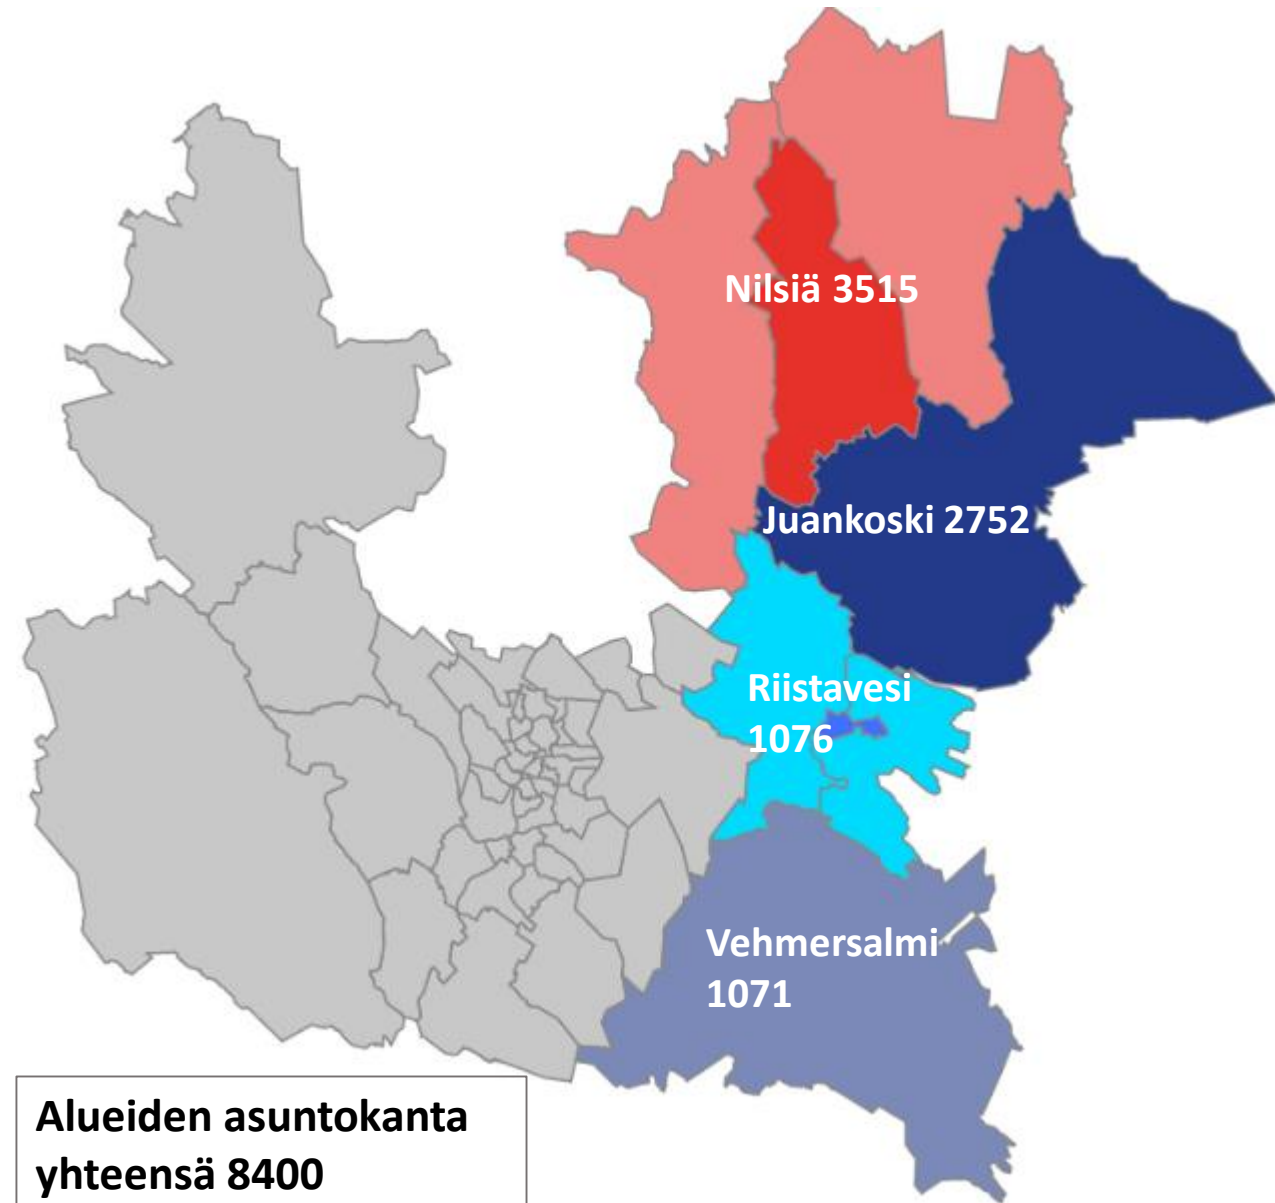 Nilsiä 3515
Juankoski 2752
Riistavesi
1076
Vehmersalmi
1071
Alueiden asuntokanta
yhteensä 8400